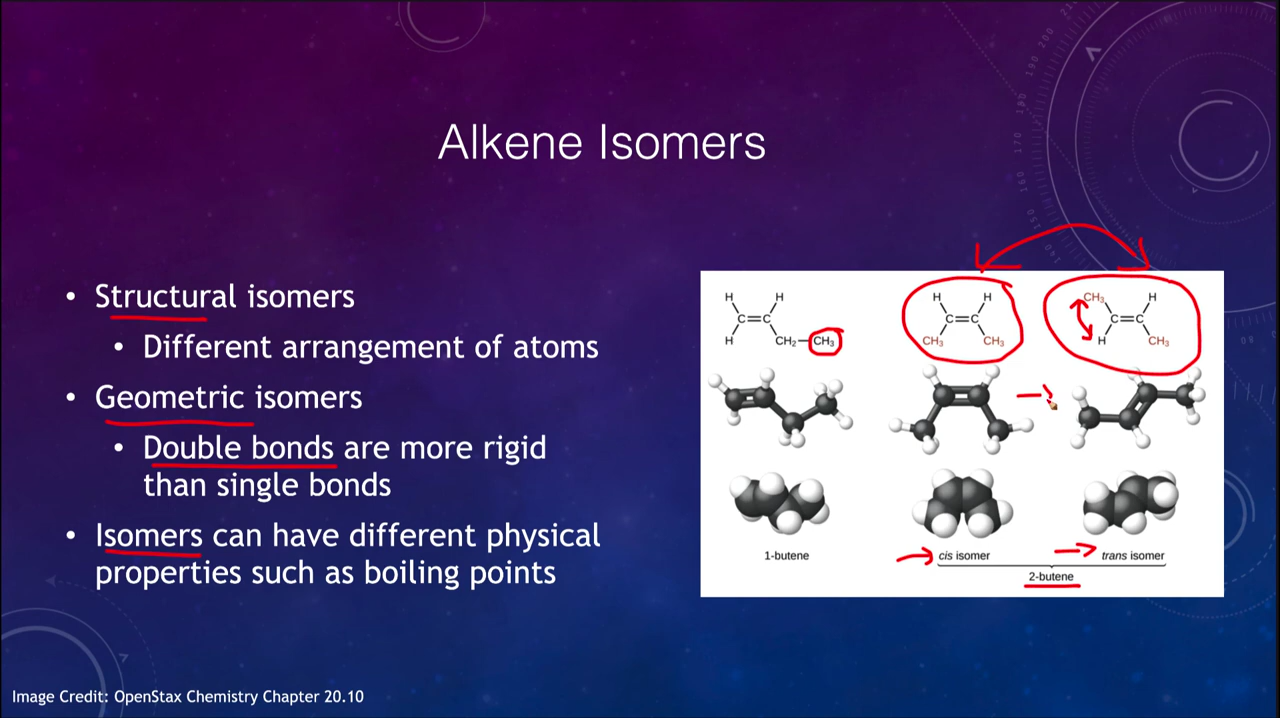 Alkene Isomers
• Structural isomers
• Different arrangement of atoms
• Geometric isomers
• Double bonds are more rigid
than single bonds
• Isomers can have different physical
properties such as boiling points
H H
C=C
H CH₂—CH₃
H H
C=C
CH₃ CH₃
CH₃ H
C=C
H CH₃
1-butene
cis isomer
trans isomer
2-butene
Image Credit: OpenStax Chemistry Chapter 20.10